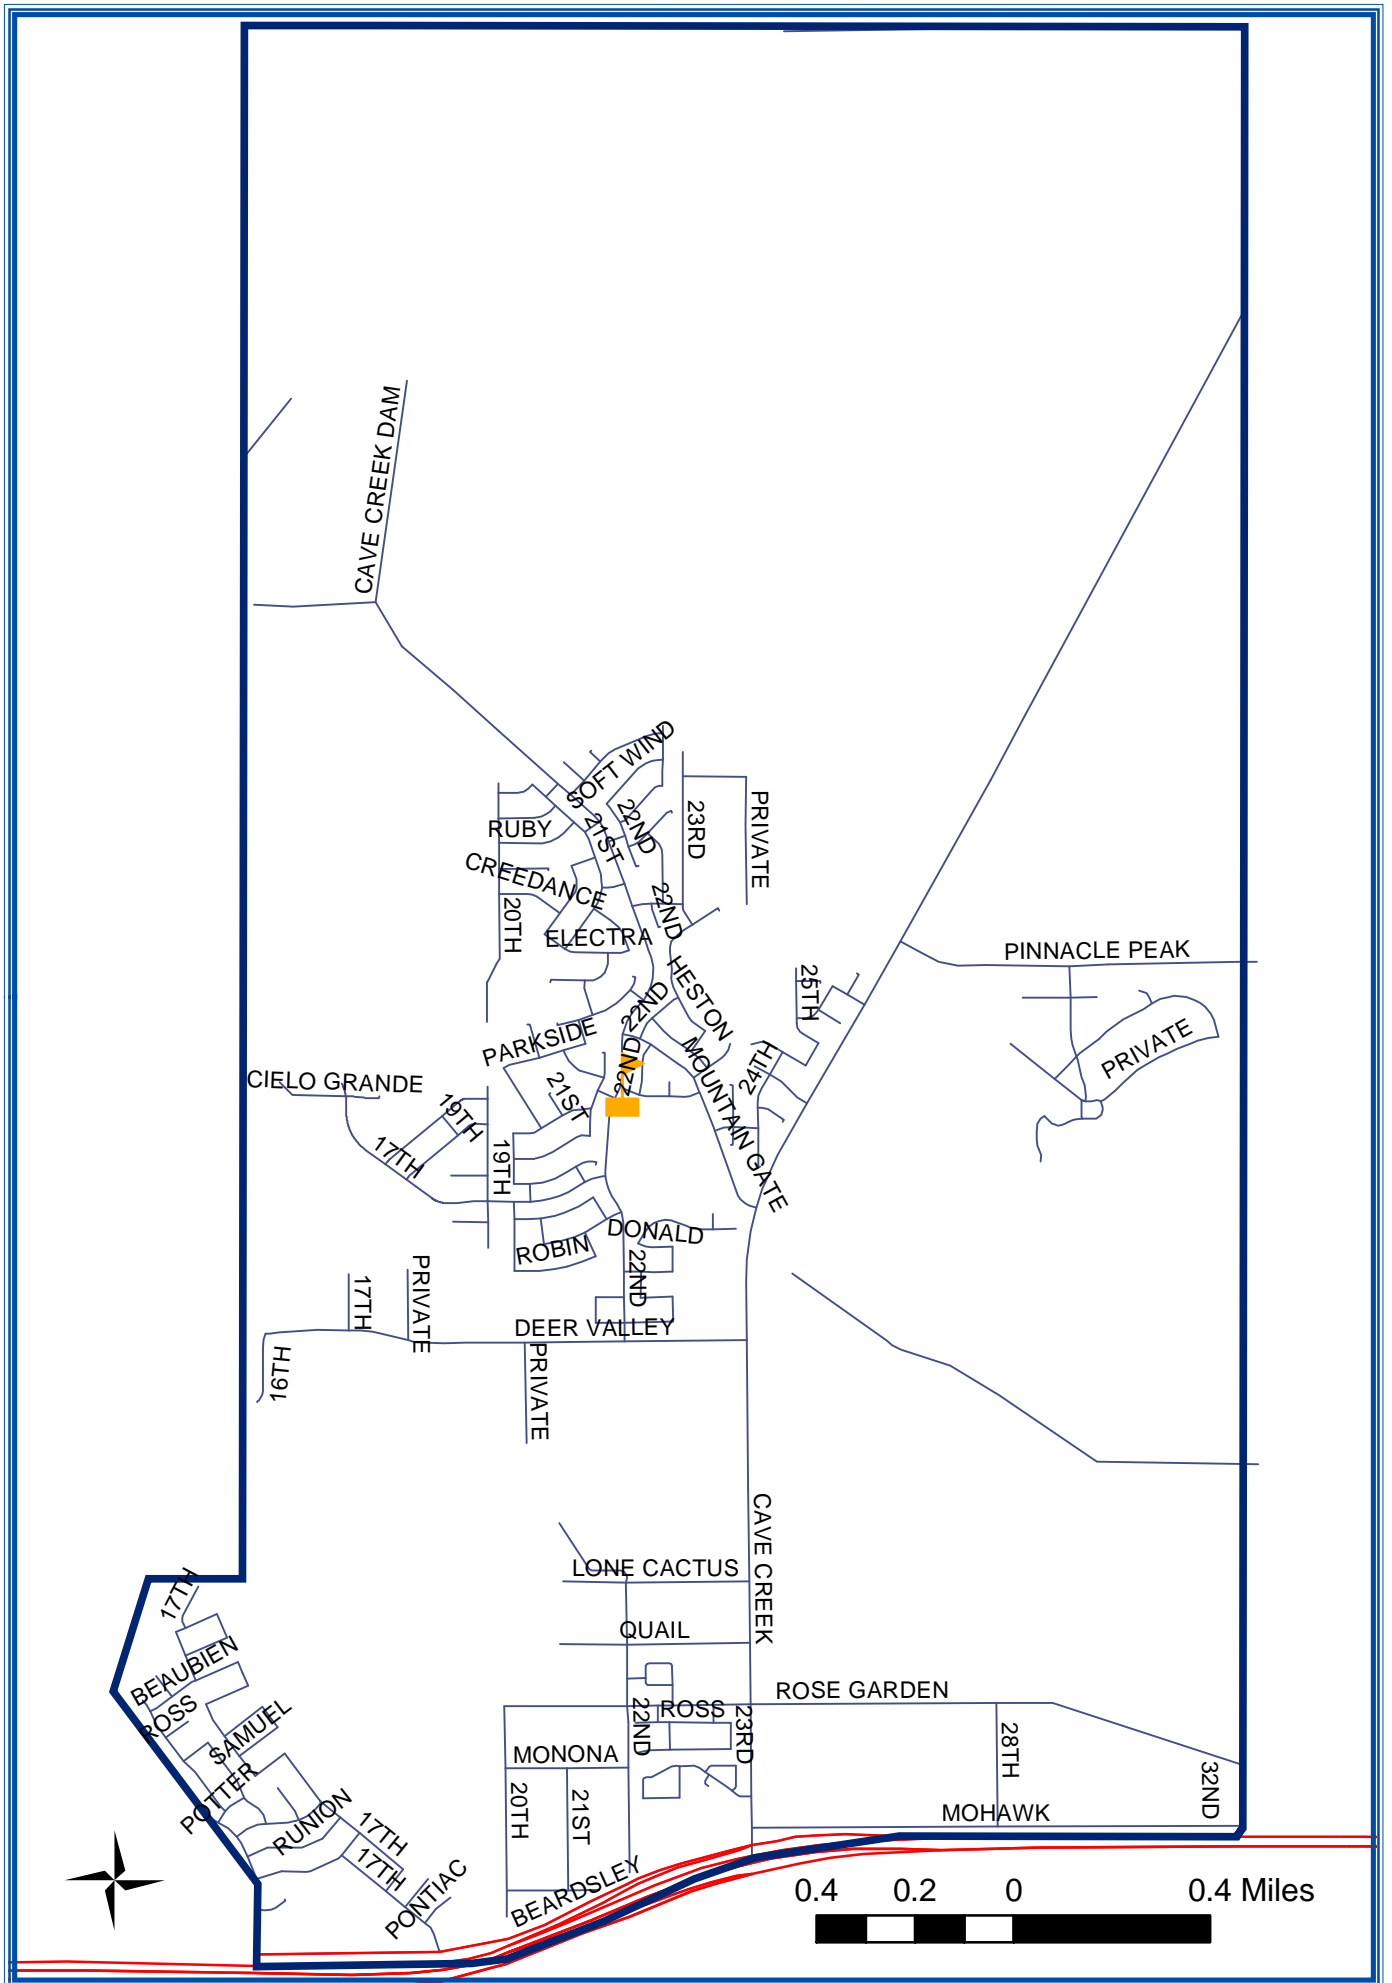 CAVE CREEK DAM
SOFT WIND
PRIVATE
22ND
23RD
RUBY
21ST
CREEDANCE
22ND
20TH
ELECTRA
PINNACLE PEAK
HESTON
25TH
22ND
PARKSIDE
PRIVATE
MOUNTAIN GATE
22ND
24TH
CIELO GRANDE
21ST
19TH
17TH
19TH
DONALD
ROBIN
22ND
PRIVATE
17TH
DEER VALLEY
16TH
PRIVATE
CAVE CREEK
LONE CACTUS
17TH
QUAIL
BEAUBIEN
ROSE GARDEN
ROSS
ROSS
22ND
23RD
SAMUEL
28TH
MONONA
POTTER
32ND
20TH
21ST
RUNION
MOHAWK
17TH
17TH
PONTIAC
BEARDSLEY
0.4 0.2 0 0.4 Miles